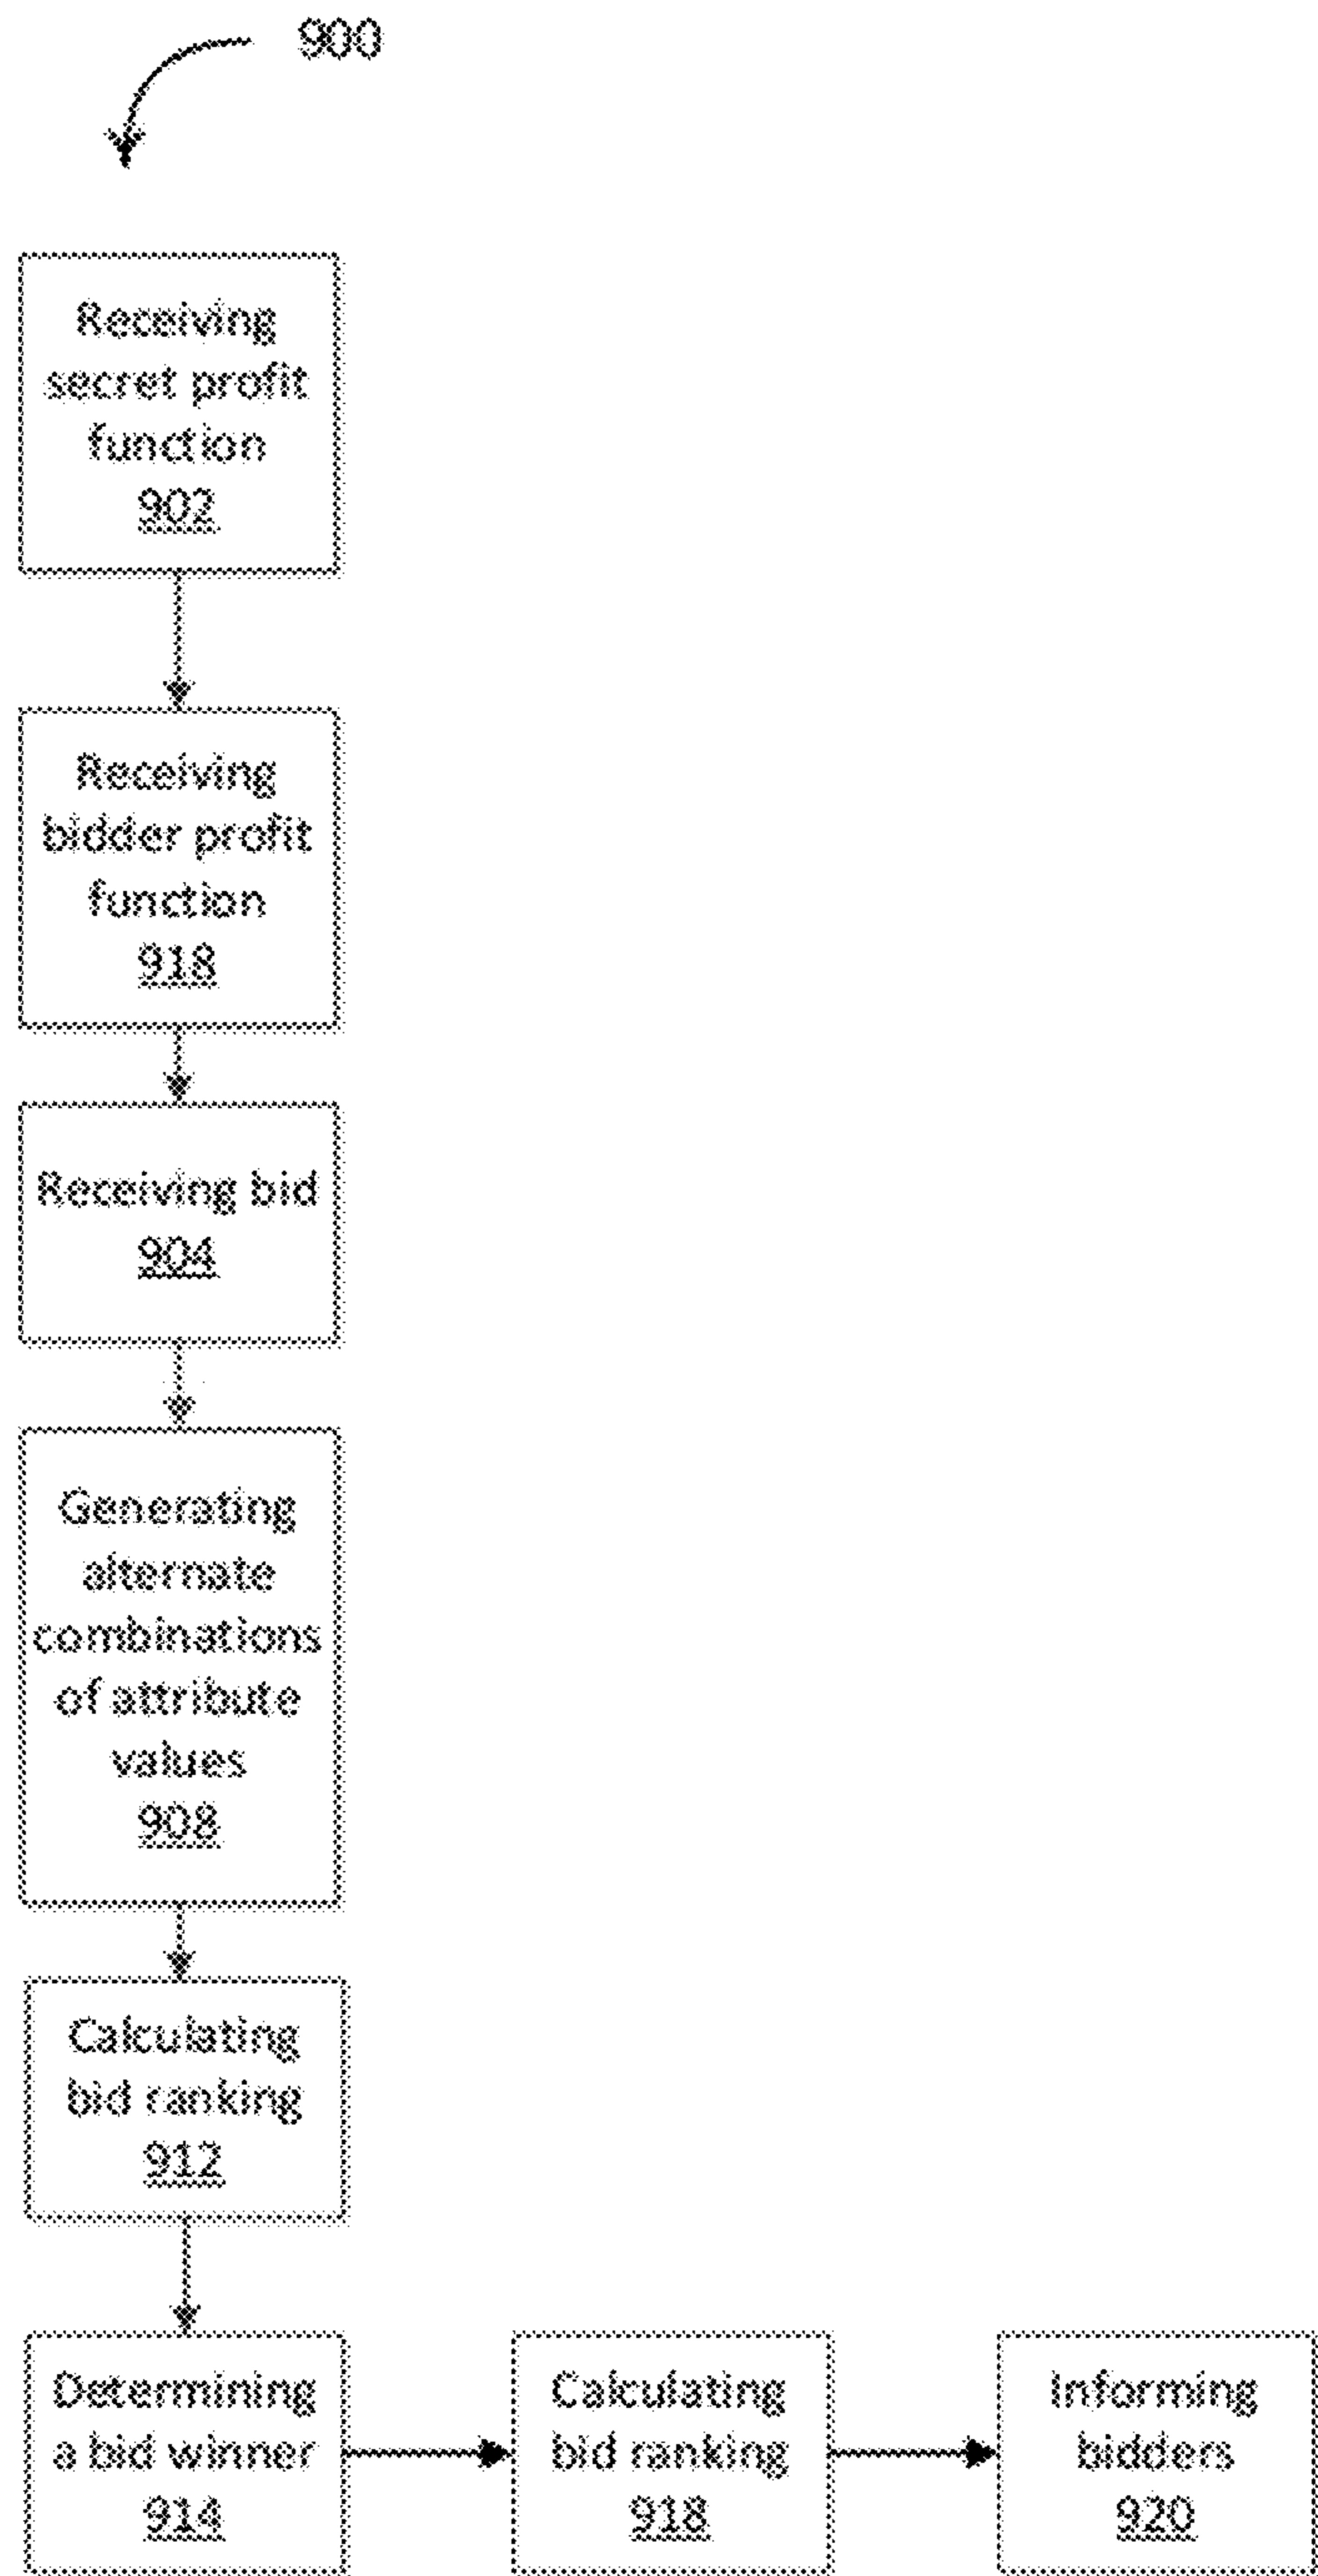 900
Receiving
secret profit
function
902
Receiving
bidder profit
function
918
Receiving bid
904
Generating
alternate
combinations
of attribute
values
908
Calculating
bid ranking
912
Determining
a bid winner
914
Calculating
bid ranking
918
Informing
bidders
920